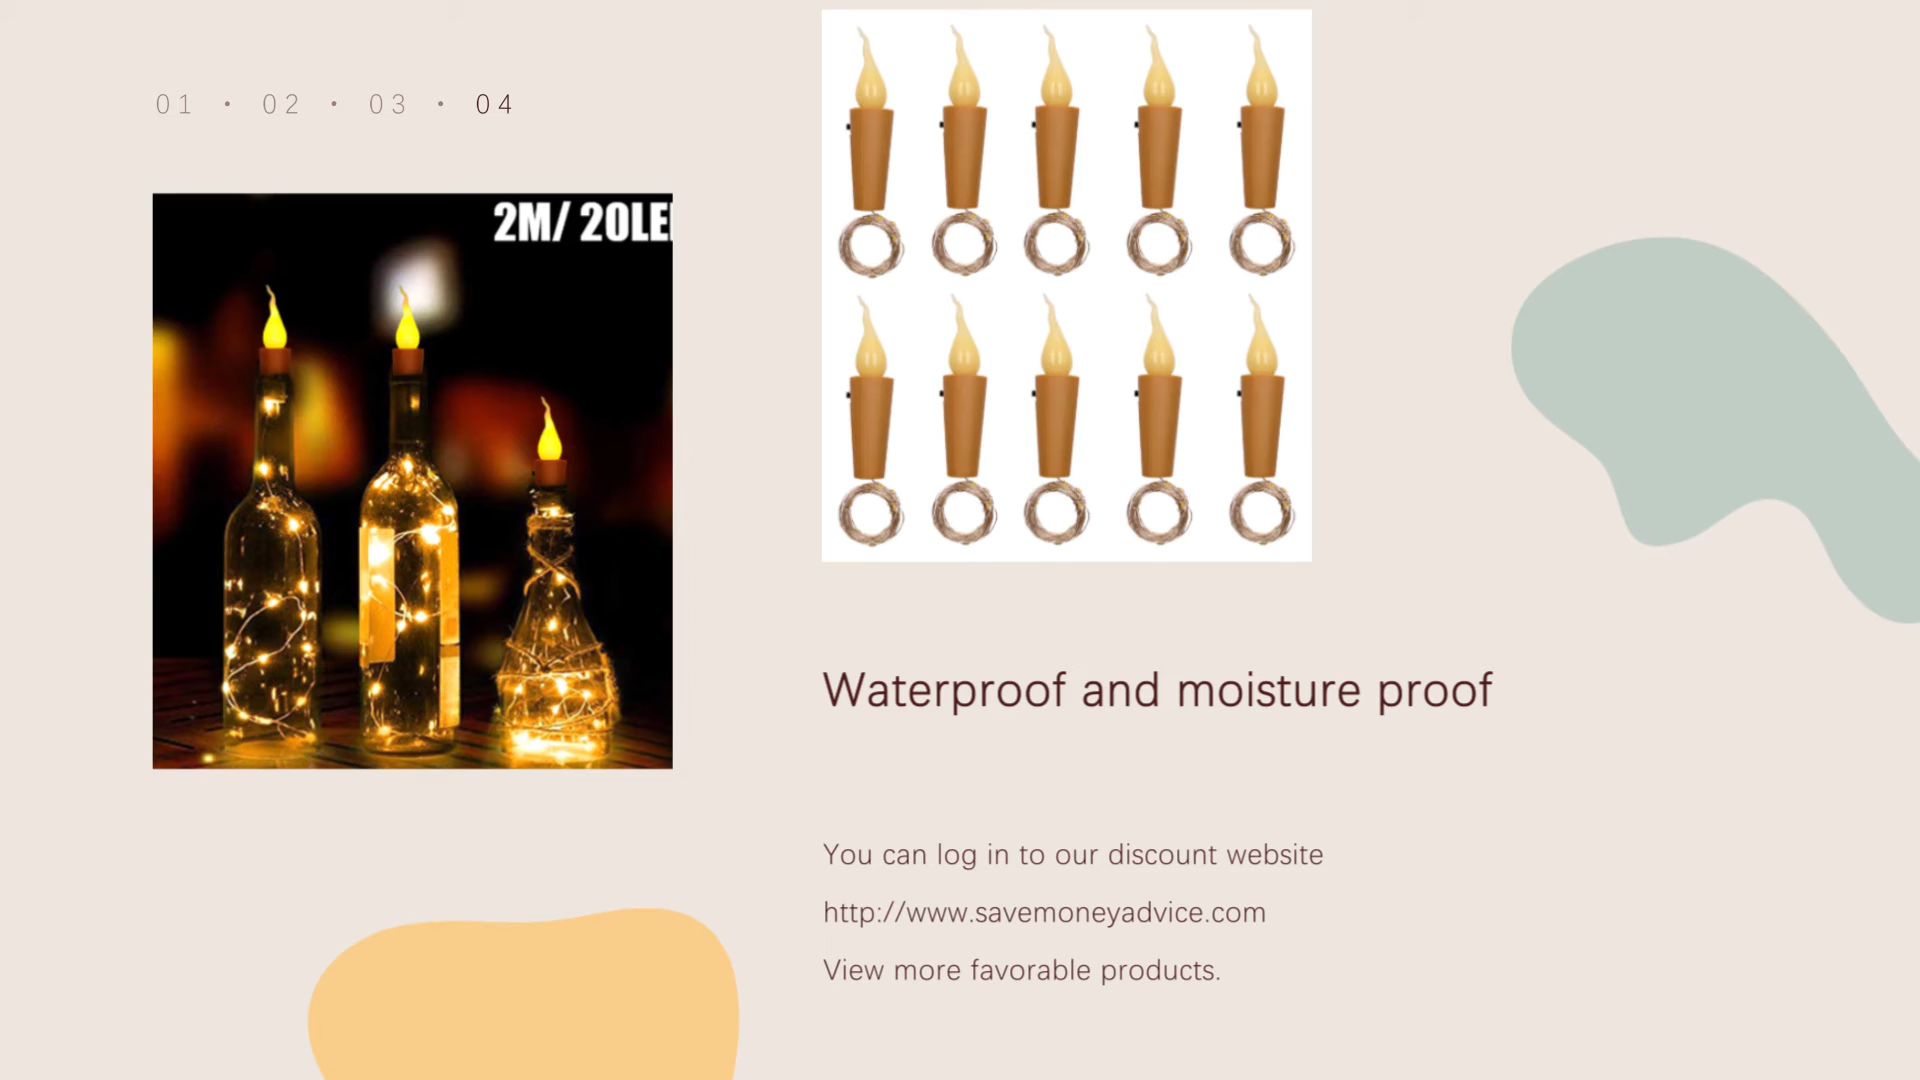 01 • 02 • 03 • 04
2M/ 20LE
Waterproof and moisture proof
You can log in to our discount website
http://www.savemoneyadvice.com
View more favorable products.